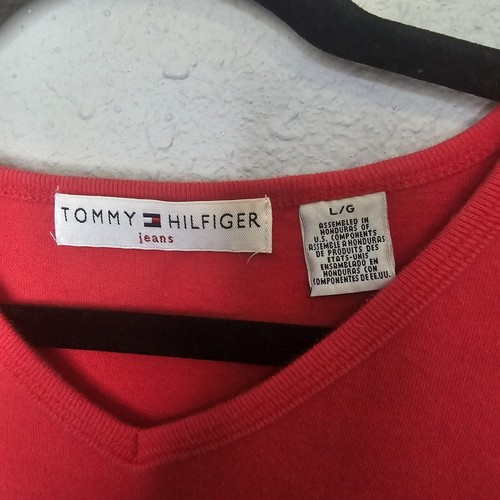 TOMMY HILFIGER
jeans
L/G
ASSEMBLED IN
HONDURAS OF
U.S. COMPONENTS
ASSEMBLE A HONDURAS
DE PRODUITS DES
ETATS-UNIS
ENSAMBLADO EN
HONDURAS CON
COMPONENTES DE EE.UU.